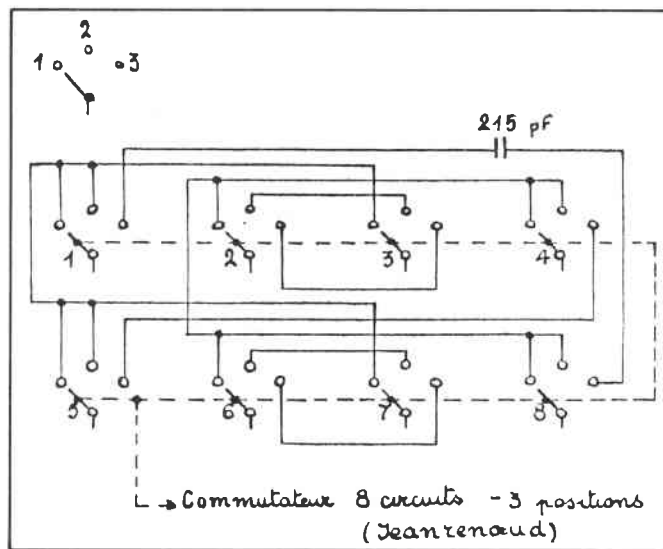 2
1 3
215 pF
1 2 3 4
5 6 7 8
Commutateur 8 circuits - 3 positions
(Jeanrenaud)